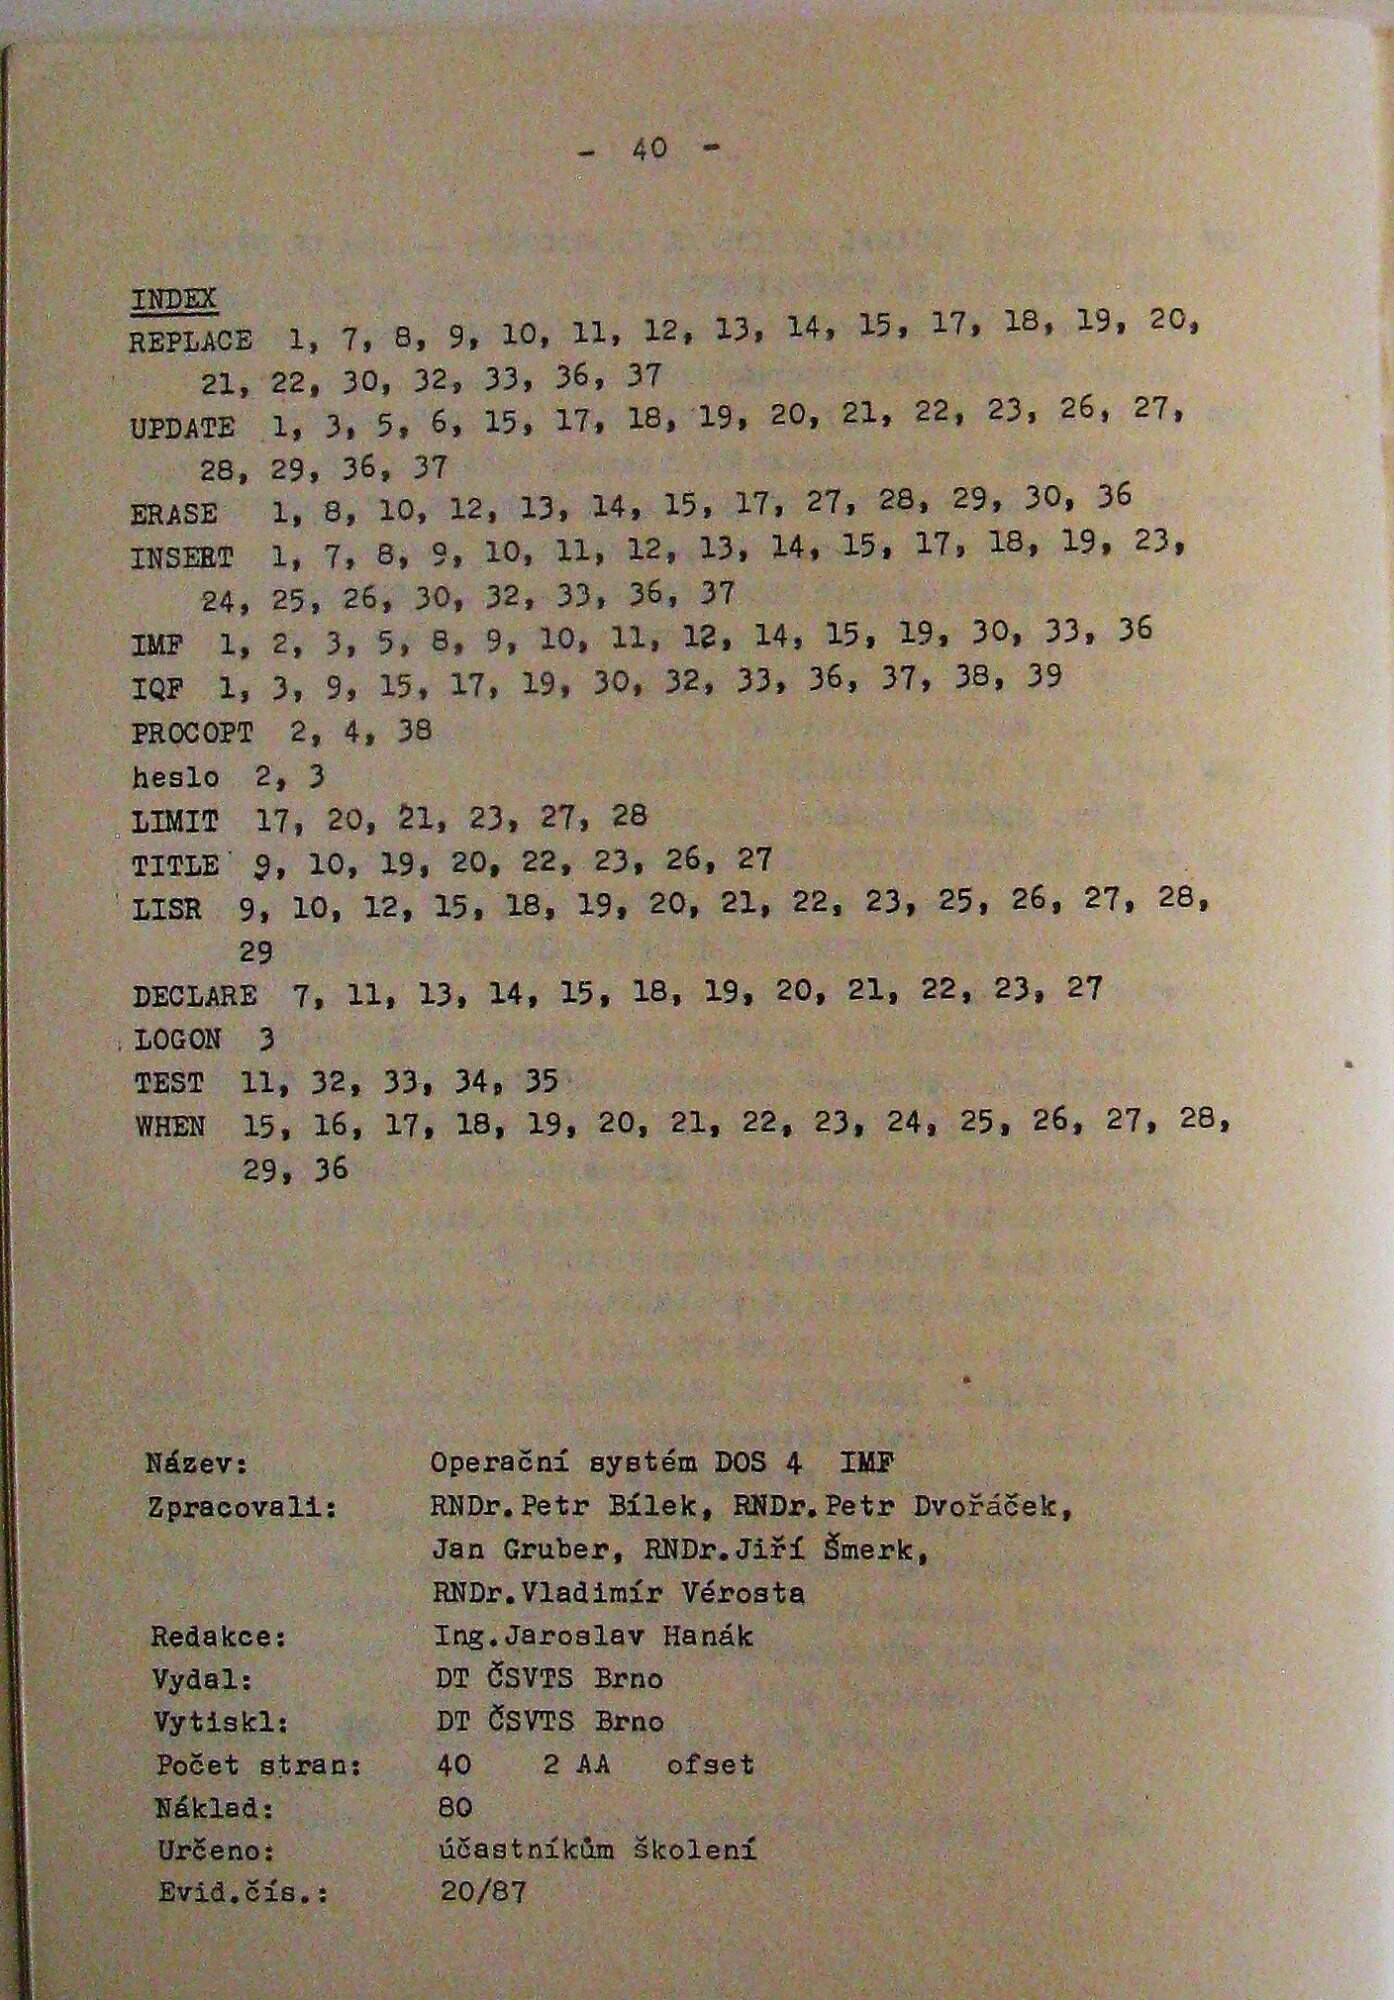 - 40 -
INDEX
REPLACE 1, 7, 8, 9, 10, 11, 12, 13, 14, 15, 17, 18, 19, 20,
21, 22, 30, 32, 33, 36, 37
UPDATE 1, 3, 5, 6, 15, 17, 18, 19, 20, 21, 22, 23, 26, 27,
28, 29, 36, 37
ERASE 1, 8, 10, 12, 13, 14, 15, 17, 27, 28, 29, 30, 36
INSERT 1, 7, 8, 9, 10, 11, 12, 13, 14, 15, 17, 18, 19, 23,
24, 25, 26, 30, 32, 33, 36, 37
IMF 1, 2, 3, 5, 8, 9, 10, 11, 12, 14, 15, 19, 30, 33, 36
IQF 1, 3, 9, 15, 17, 19, 30, 32, 33, 36, 37, 38, 39
PROCOPT 2, 4, 38
heslo 2, 3
LIMIT 17, 20, 21, 23, 27, 28
TITLE 9, 10, 19, 20, 22, 23, 26, 27
LISR 9, 10, 12, 15, 18, 19, 20, 21, 22, 23, 25, 26, 27, 28,
29
DECLARE 7, 11, 13, 14, 15, 18, 19, 20, 21, 22, 23, 27
LOGON 3
TEST 11, 32, 33, 34, 35
WHEN 15, 16, 17, 18, 19, 20, 21, 22, 23, 24, 25, 26, 27, 28,
29, 36
Název: Operační systém DOS 4 IMF
Zpracovali: RNDr.Petr Bílek, RNDr.Petr Dvořáček,
Jan Gruber, RNDr.Jiří Šmerk,
RNDr.Vladimír Vérosta
Redakce: Ing.Jaroslav Hanák
Vydal: DT ČSVTS Brno
Vytiskl: DT ČSVTS Brno
Počet stran: 40 2 AA ofset
Náklad: 80
Určeno: účastníkům školení
Evid.čís.: 20/87